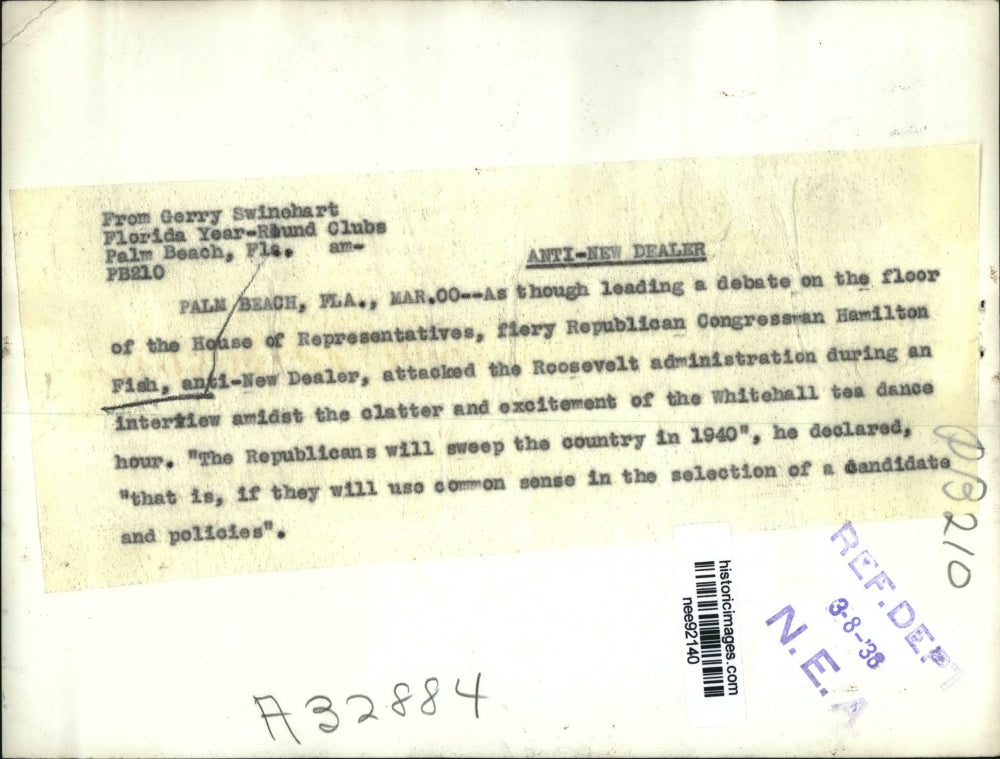 From Gerry Swinehart
Florida Year-Round Clubs
Palm Beach, Fla. am-
PB210
ANTI-NEW DEALER
PALM BEACH, FLA., MAR.00--As though leading a debate on the floor
of the House of Representatives, fiery Republican Congressman Hamilton
Fish, anti-New Dealer, attacked the Roosevelt administration during an
interview amidst the clatter and excitement of the Whitehall tea dance
hour. "The Republicans will sweep the country in 1940", he declared,
"that is, if they will use common sense in the selection of a candidate
and policies".
historicimages.com
nee92140
REF. DEPT
3-8-'38
N. E. A
A32884